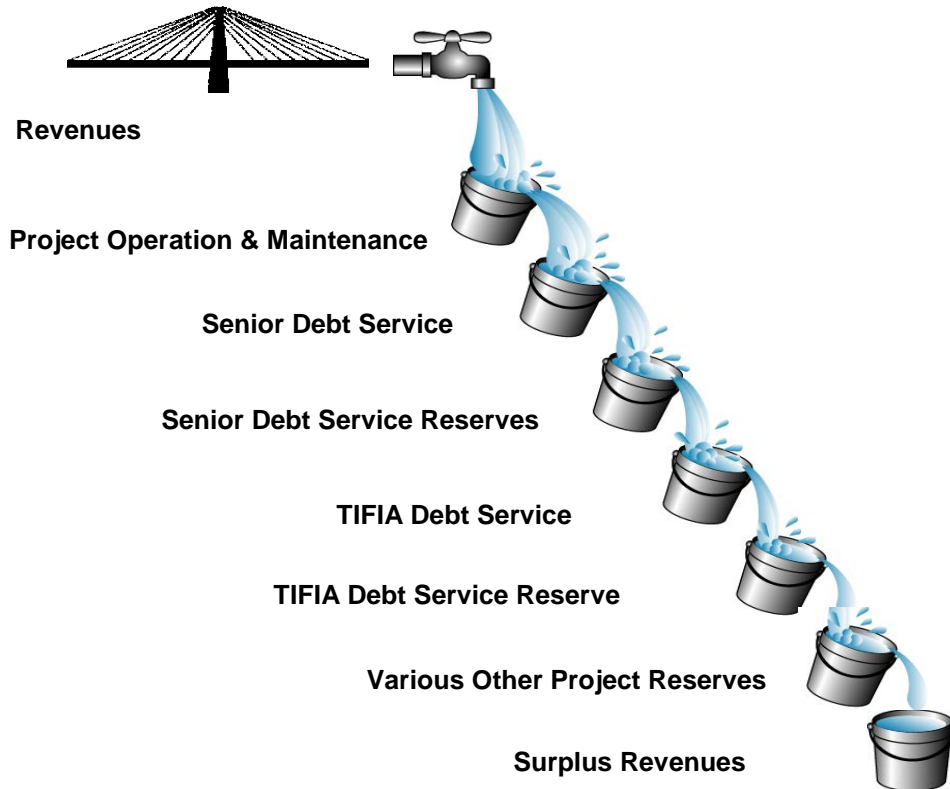 Revenues
Project Operation & Maintenance
Senior Debt Service
Senior Debt Service Reserves
TIFIA Debt Service
TIFIA Debt Service Reserve
Various Other Project Reserves
Surplus Revenues